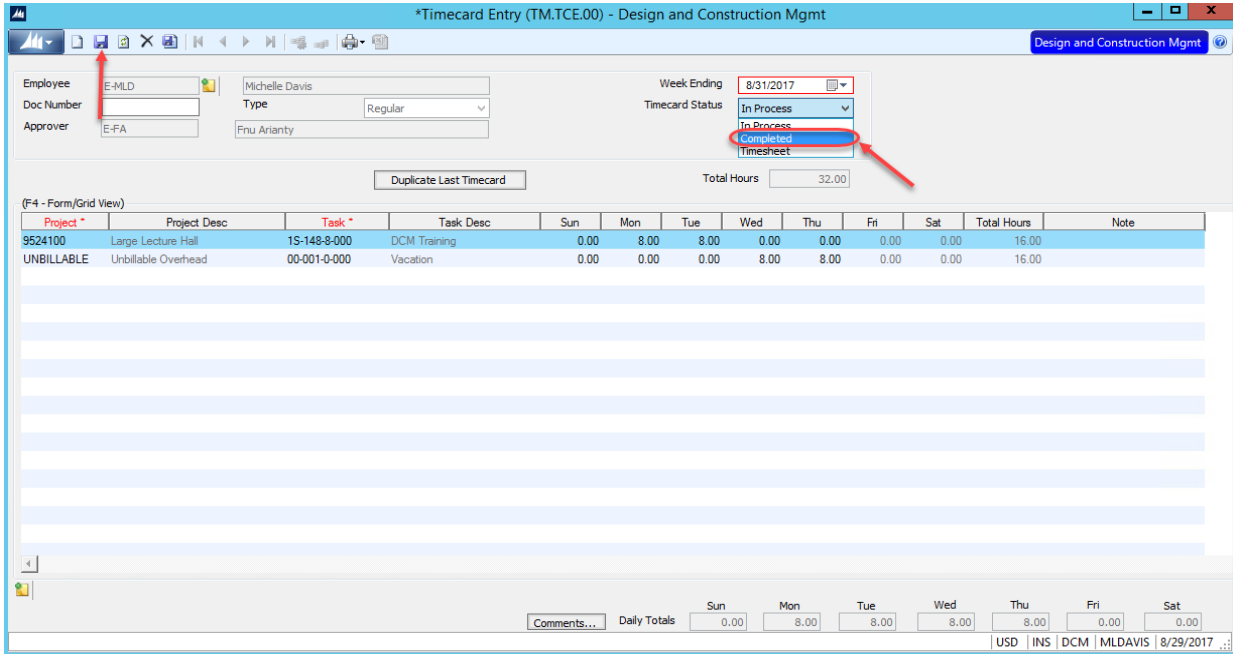 *Timecard Entry (TM.TCE.00) - Design and Construction Mgmt
Design and Construction Mgmt
Employee E-MLD Michelle Davis Week Ending 8/31/2017
Doc Number Type Regular Timecard Status In Process
Approver E-FA Fnu Arianty In Process
Completed
Timesheet
Duplicate Last Timecard Total Hours 32.00
(F4 - Form/Grid View)
Project * Project Desc Task * Task Desc Sun Mon Tue Wed Thu Fri Sat Total Hours Note
9524100 Large Lecture Hall 1S-148-8-000 DCM Training 0.00 8.00 8.00 0.00 0.00 0.00 0.00 16.00
UNBILLABLE Unbillable Overhead 00-001-0-000 Vacation 0.00 0.00 0.00 8.00 8.00 0.00 0.00 16.00
Sun Mon Tue Wed Thu Fri Sat
Comments... Daily Totals 0.00 8.00 8.00 8.00 8.00 0.00 0.00
USD INS DCM MLDAVIS 8/29/2017